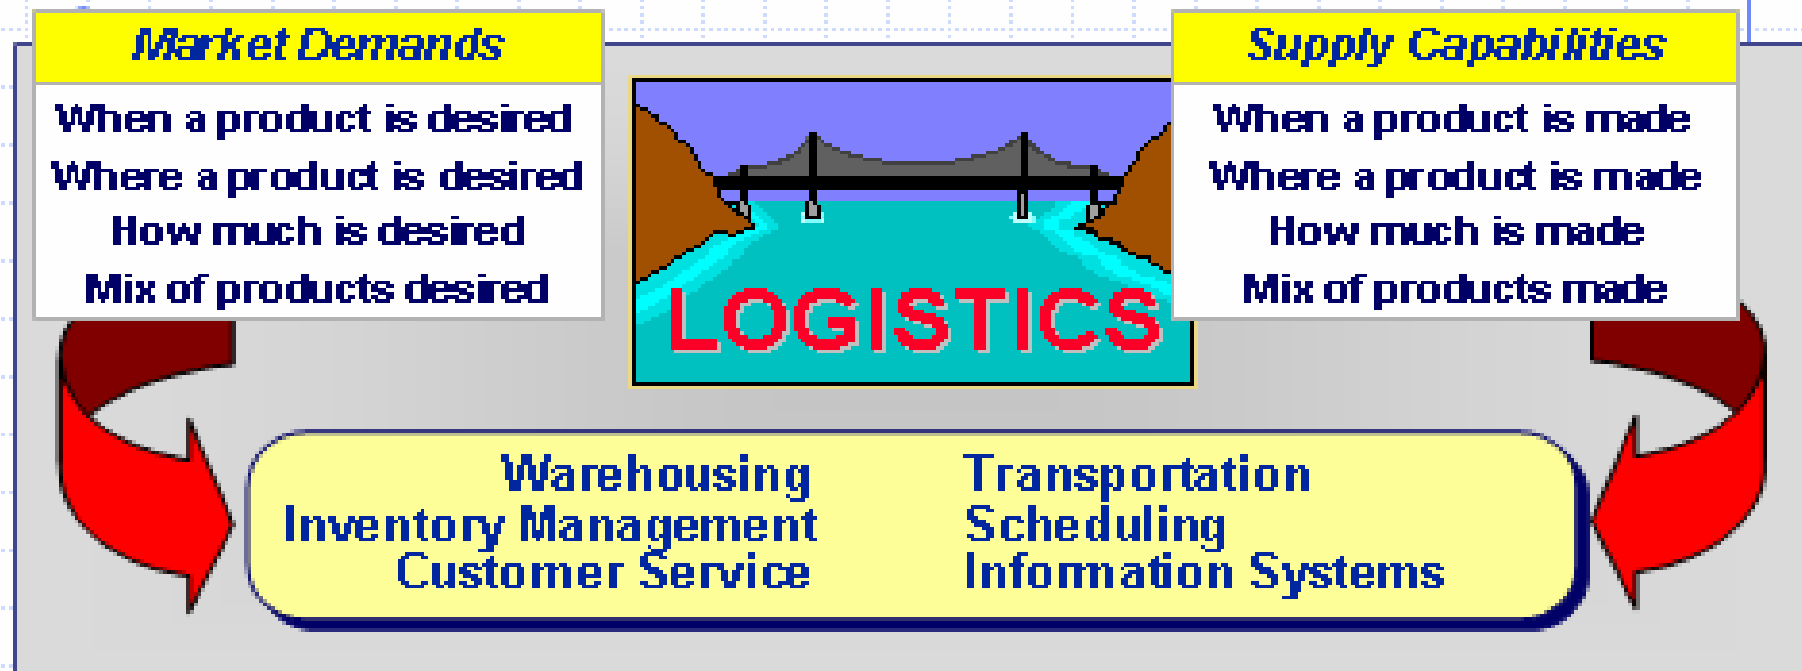 Market Demands
When a product is desired
Where a product is desired
How much is desired
Mix of products desired
LOGISTICS
Supply Capabilities
When a product is made
Where a product is made
How much is made
Mix of products made
Warehousing
Inventory Management
Customer Service
Transportation
Scheduling
Information Systems